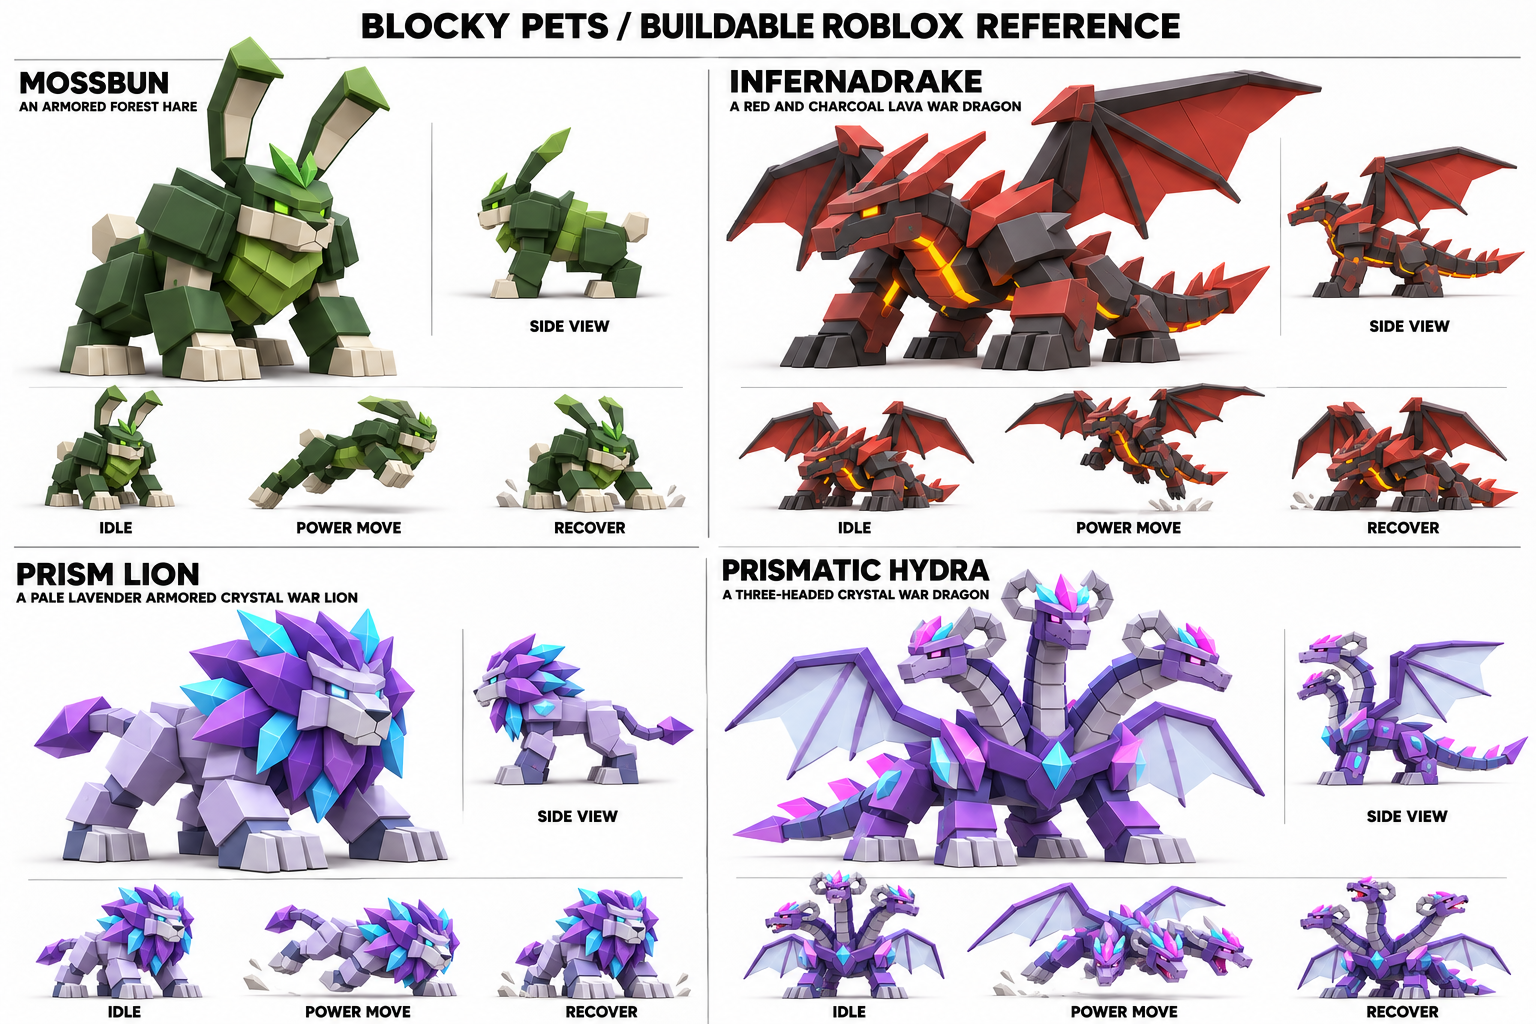 BLOCKY PETS / BUILDABLE ROBLOX REFERENCE
MOSSBUN
AN ARMORED FOREST HARE
SIDE VIEW
IDLE
POWER MOVE
RECOVER
INFERNADRAKE
A RED AND CHARCOAL LAVA WAR DRAGON
SIDE VIEW
IDLE
POWER MOVE
RECOVER
PRISM LION
A PALE LAVENDER ARMORED CRYSTAL WAR LION
SIDE VIEW
IDLE
POWER MOVE
RECOVER
PRISMATIC HYDRA
A THREE-HEADED CRYSTAL WAR DRAGON
SIDE VIEW
IDLE
POWER MOVE
RECOVER